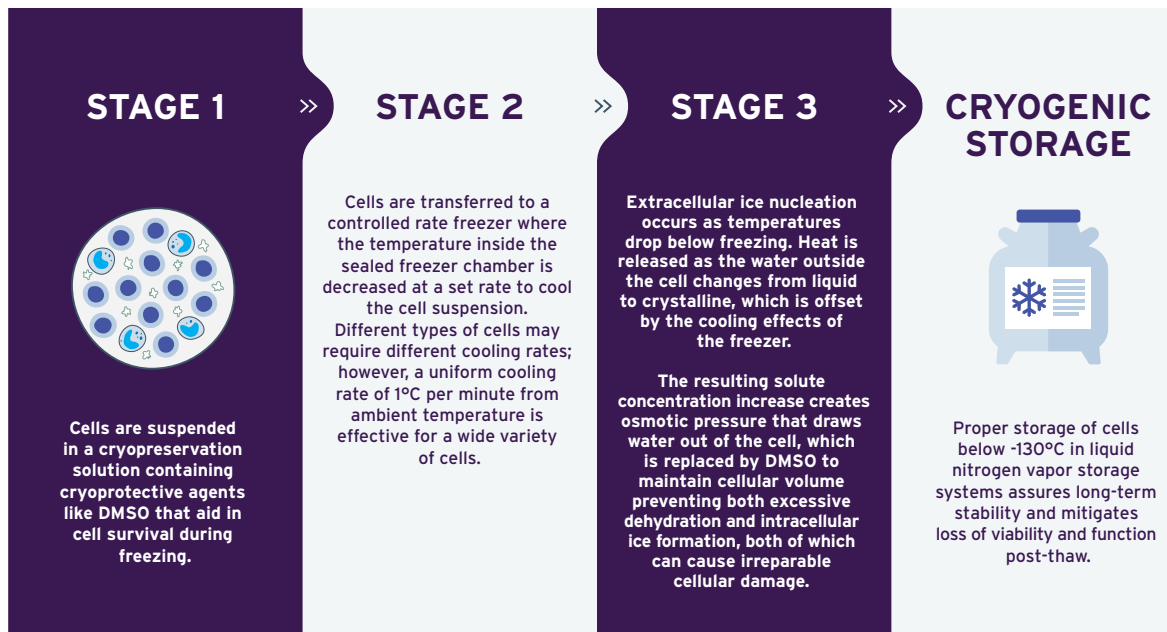 STAGE 1
Cells are suspended
in a cryopreservation
solution containing
cryoprotective agents
like DMSO that aid in
cell survival during
freezing.
STAGE 2
Cells are transferred to a
controlled rate freezer where
the temperature inside the
sealed freezer chamber is
decreased at a set rate to cool
the cell suspension.
Different types of cells may
require different cooling rates;
however, a uniform cooling
rate of 1°C per minute from
ambient temperature is
effective for a wide variety
of cells.
STAGE 3
Extracellular ice nucleation
occurs as temperatures
drop below freezing. Heat is
released as the water outside
the cell changes from liquid
to crystalline, which is offset
by the cooling effects of
the freezer.
The resulting solute
concentration increase creates
osmotic pressure that draws
water out of the cell, which
is replaced by DMSO to
maintain cellular volume
preventing both excessive
dehydration and intracellular
ice formation, both of which
can cause irreparable
cellular damage.
CRYOGENIC
STORAGE
Proper storage of cells
below -130°C in liquid
nitrogen vapor storage
systems assures long-term
stability and mitigates
loss of viability and function
post-thaw.